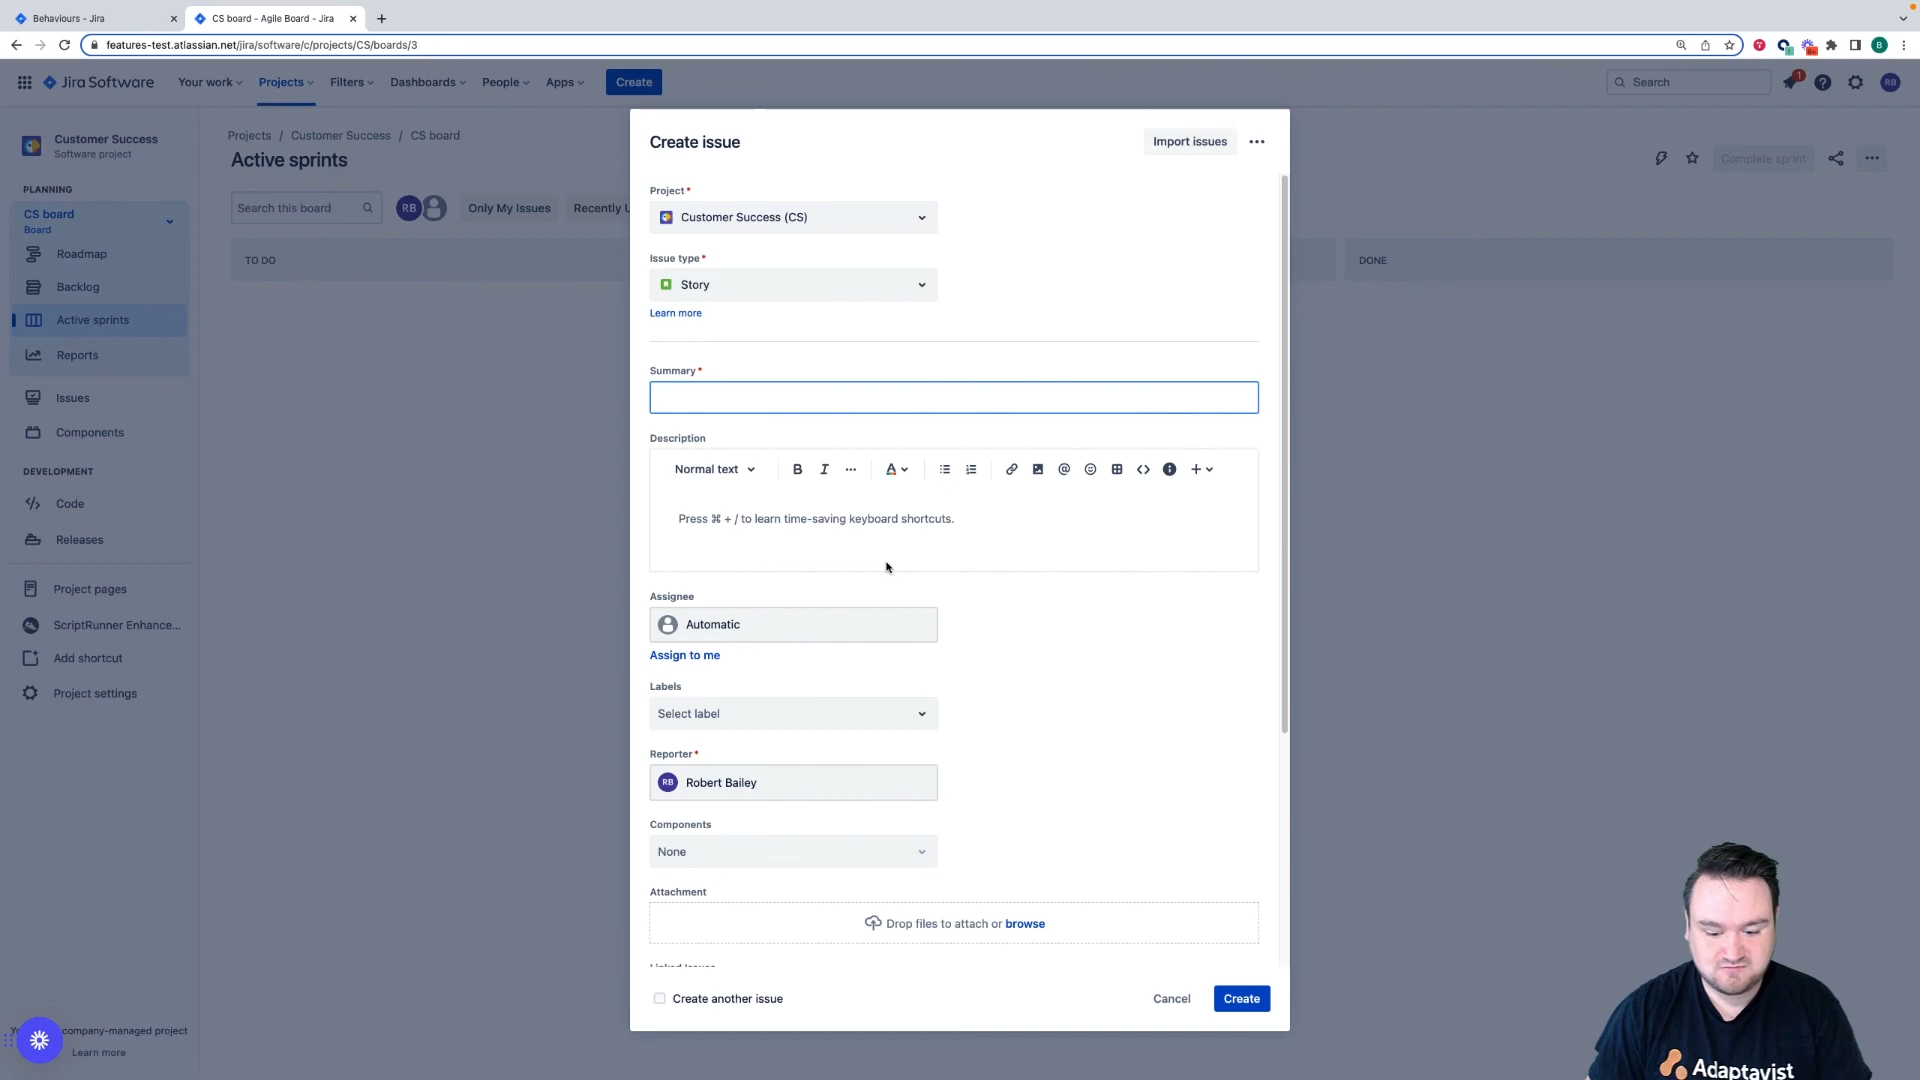 Behaviours - Jira
CS board - Agile Board - Jira
features-test.atlassian.net/jira/software/c/projects/CS/boards/3
B
Jira Software
Your work
Projects
Filters
Dashboards
People
Apps
Create
Search
1
RB
Customer Success
Software project
PLANNING
CS board
Board
Roadmap
Backlog
Active sprints
Reports
Issues
Components
DEVELOPMENT
Code
Releases
Project pages
ScriptRunner Enhance...
Add shortcut
Project settings
company-managed project
Learn more
Projects / Customer Success / CS board
Active sprints
Search this board
RB
Only My Issues
Recently
TO DO
Complete sprint
DONE
Create issue
Import issues
Project*
Customer Success (CS)
Issue type*
Story
Learn more
Summary*
Description
Normal text
B I
A
Press ⌘ + / to learn time-saving keyboard shortcuts.
Assignee
Automatic
Assign to me
Labels
Select label
Reporter*
RB Robert Bailey
Components
None
Attachment
Drop files to attach or browse
Linked Issues
Create another issue
Cancel
Create
Adaptavist